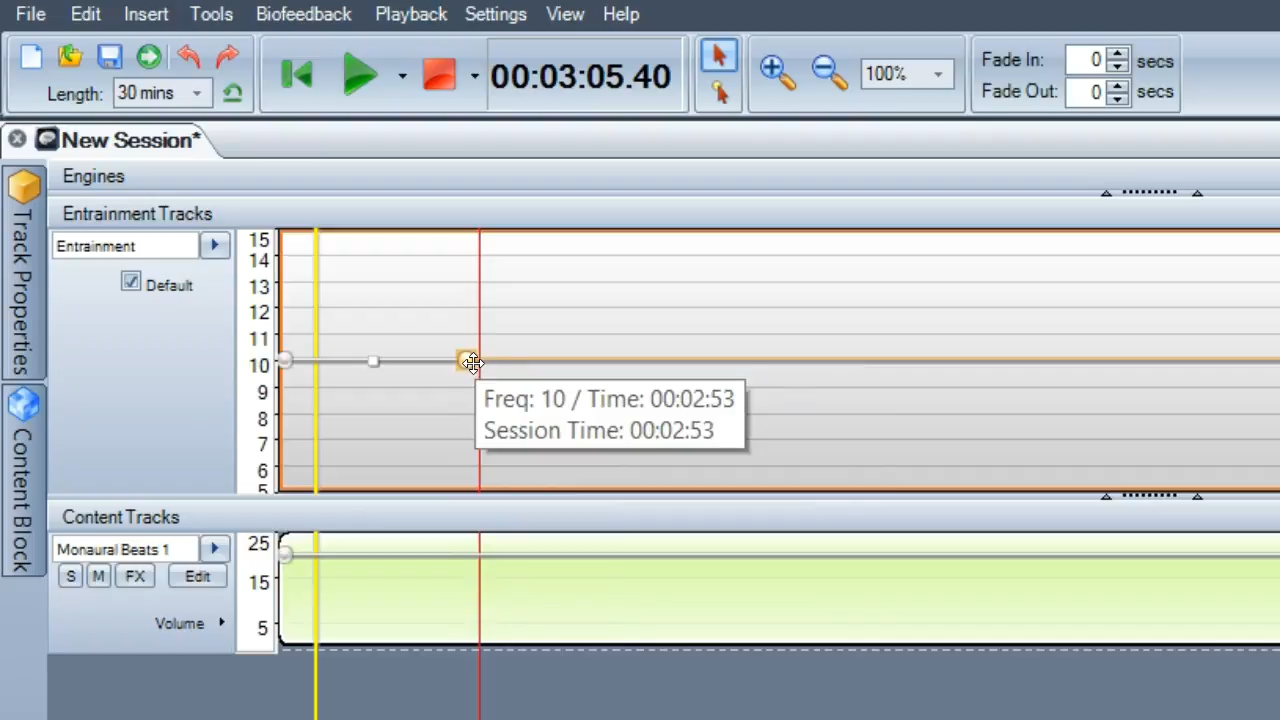 File Edit Insert Tools Biofeedback Playback Settings View Help
Length: 30 mins
00:03:05.40
100%
Fade In: 0 secs
Fade Out: 0 secs
New Session*
Engines
Entrainment Tracks
Track Properties
Entrainment
Default
15
14
13
12
11
10
9
8
7
6
5
Freq: 10 / Time: 00:02:53
Session Time: 00:02:53
Content Block
Content Tracks
Monaural Beats 1
S M FX Edit
Volume
25
15
5